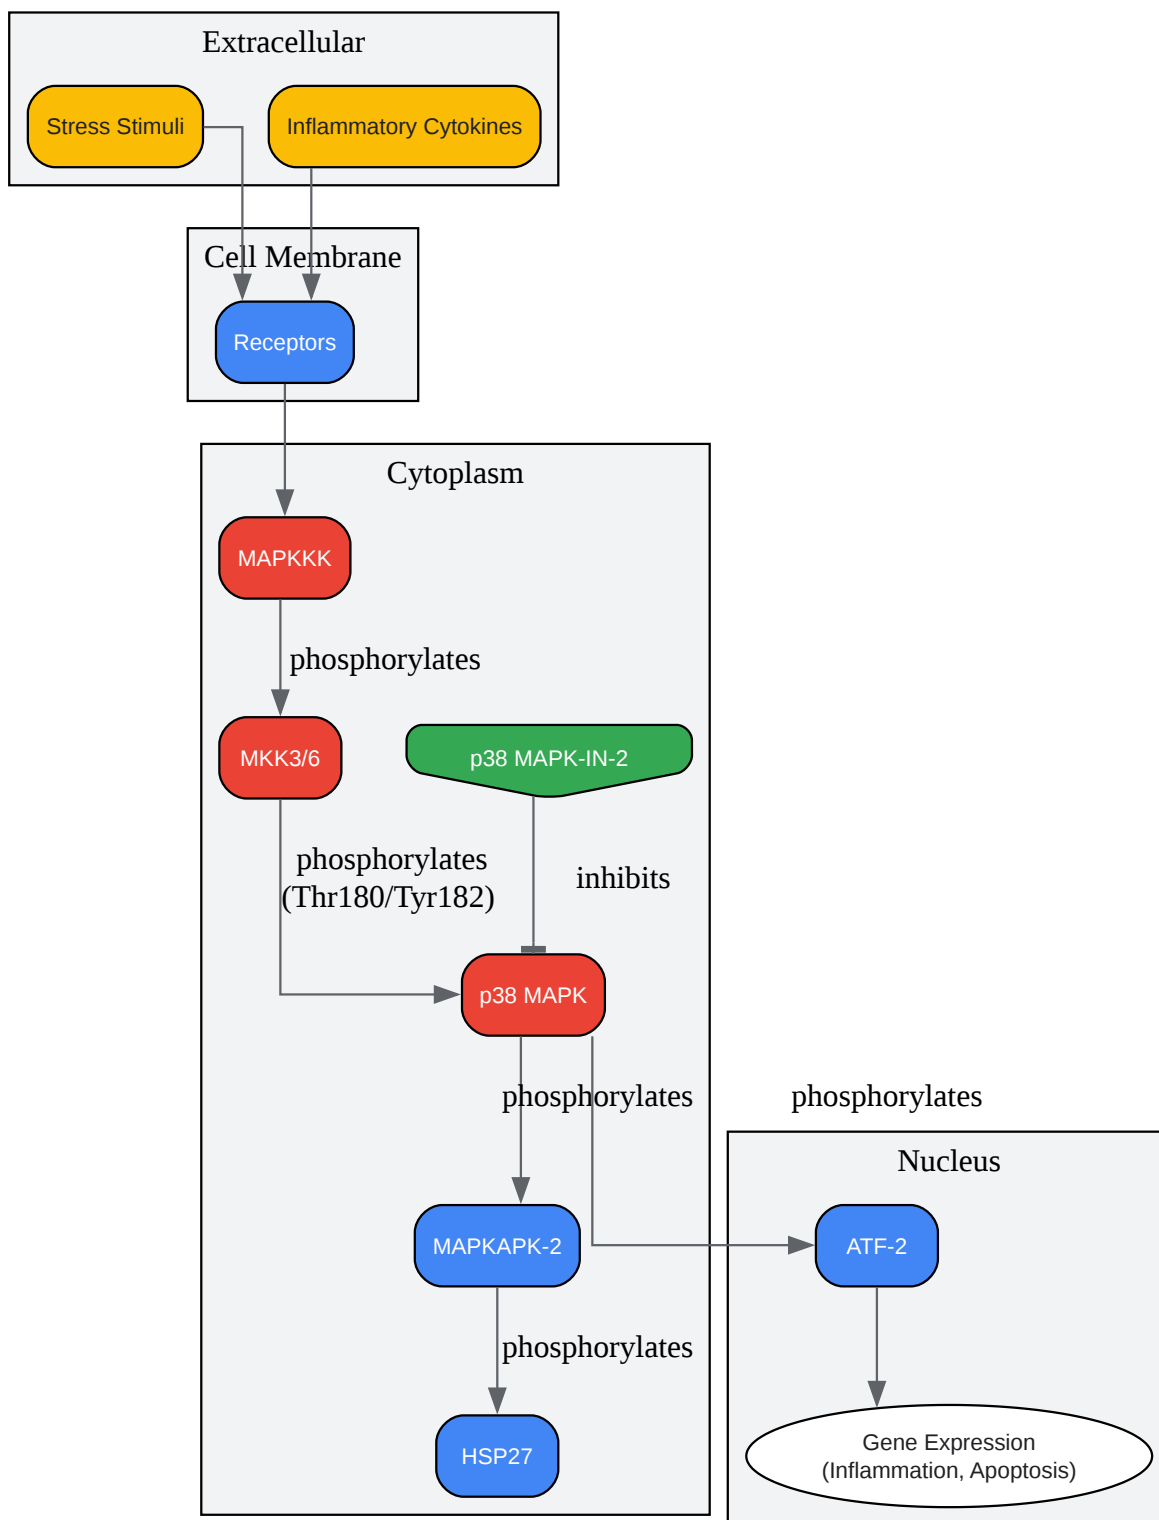 Extracellular
Stress Stimuli
Inflammatory Cytokines
Cell Membrane
Receptors
Cytoplasm
MAPKKK
phosphorylates
MKK3/6
p38 MAPK-IN-2
phosphorylates
(Thr180/Tyr182)
inhibits
p38 MAPK
phosphorylates
phosphorylates
Nucleus
MAPKAPK-2
ATF-2
phosphorylates
HSP27
Gene Expression
(Inflammation, Apoptosis)